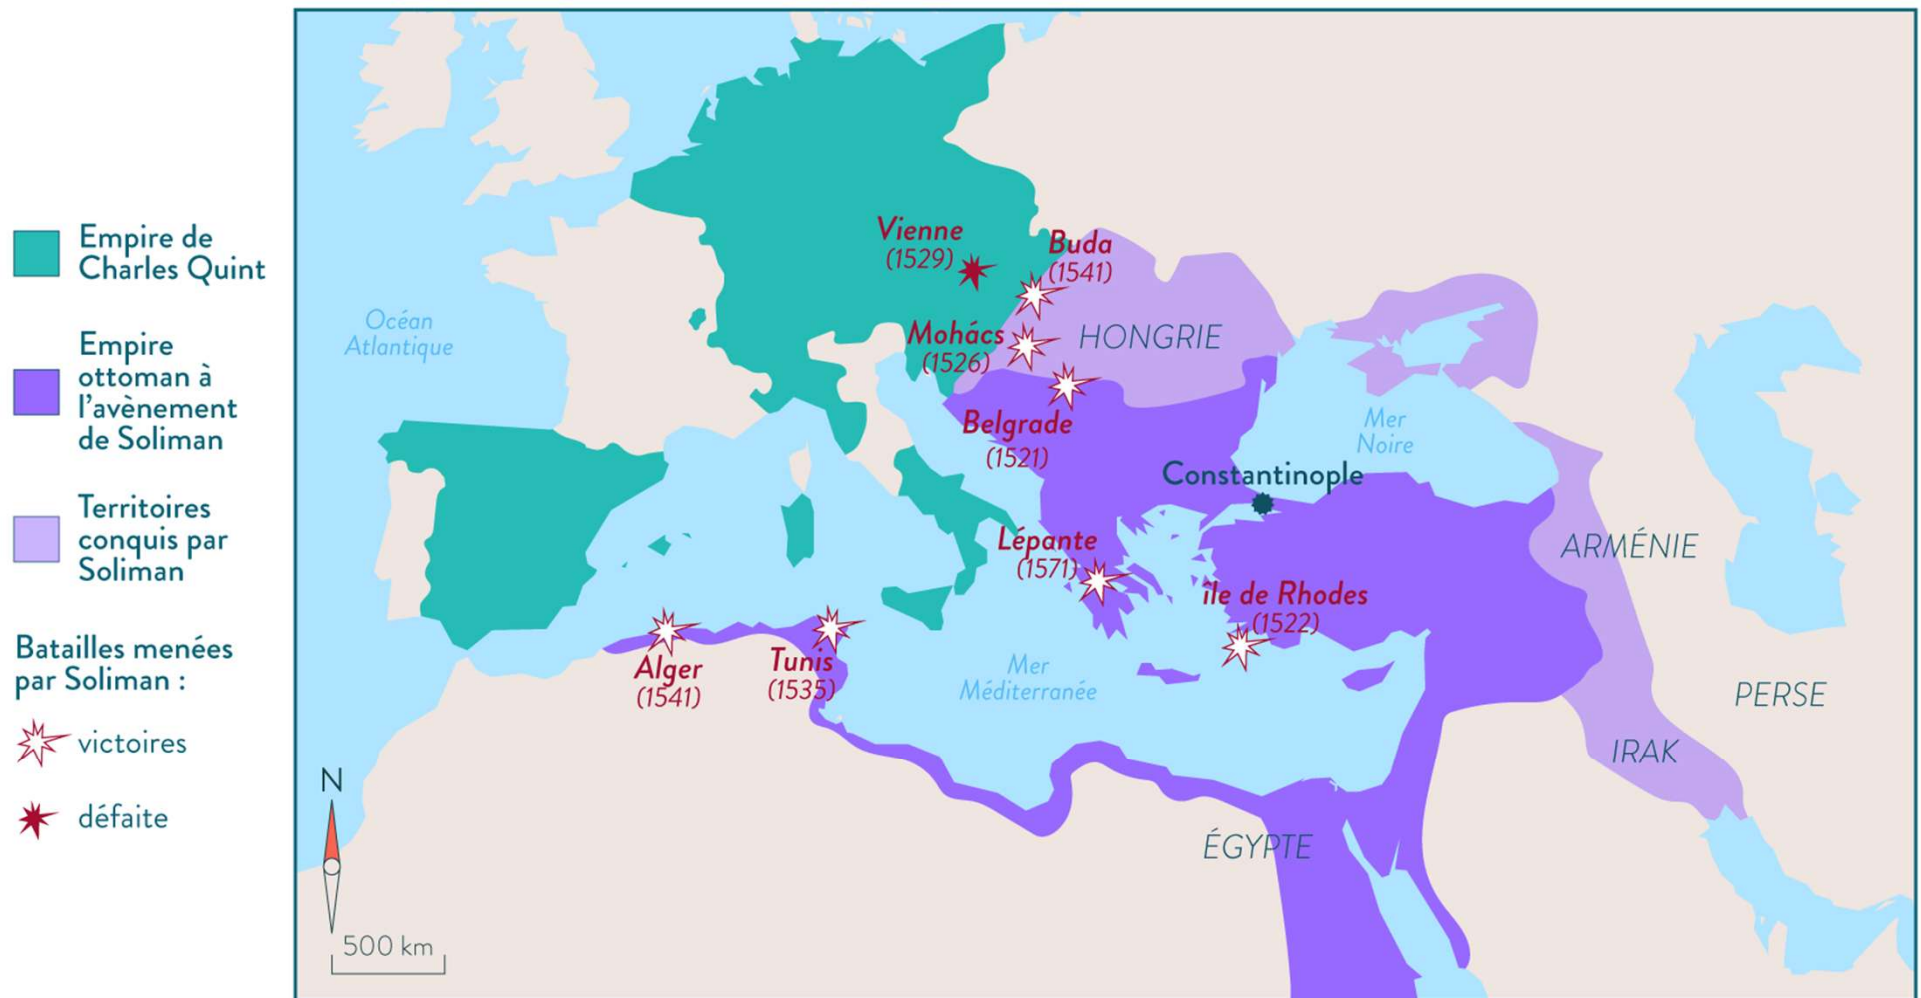 Empire de
Charles Quint
Empire
ottoman à
l'avènement
de Soliman
Territoires
conquis par
Soliman
Batailles menées
par Soliman :
victoires
défaite
N
500 km
Océan
Atlantique
Vienne
(1529)
Buda
(1541)
Mohács
(1526)
HONGRIE
Belgrade
(1521)
Mer
Noire
Constantinople
Lépante
(1571)
ARMÉNIE
île de Rhodes
(1522)
Alger
(1541)
Tunis
(1535)
Mer
Méditerranée
PERSE
IRAK
ÉGYPTE